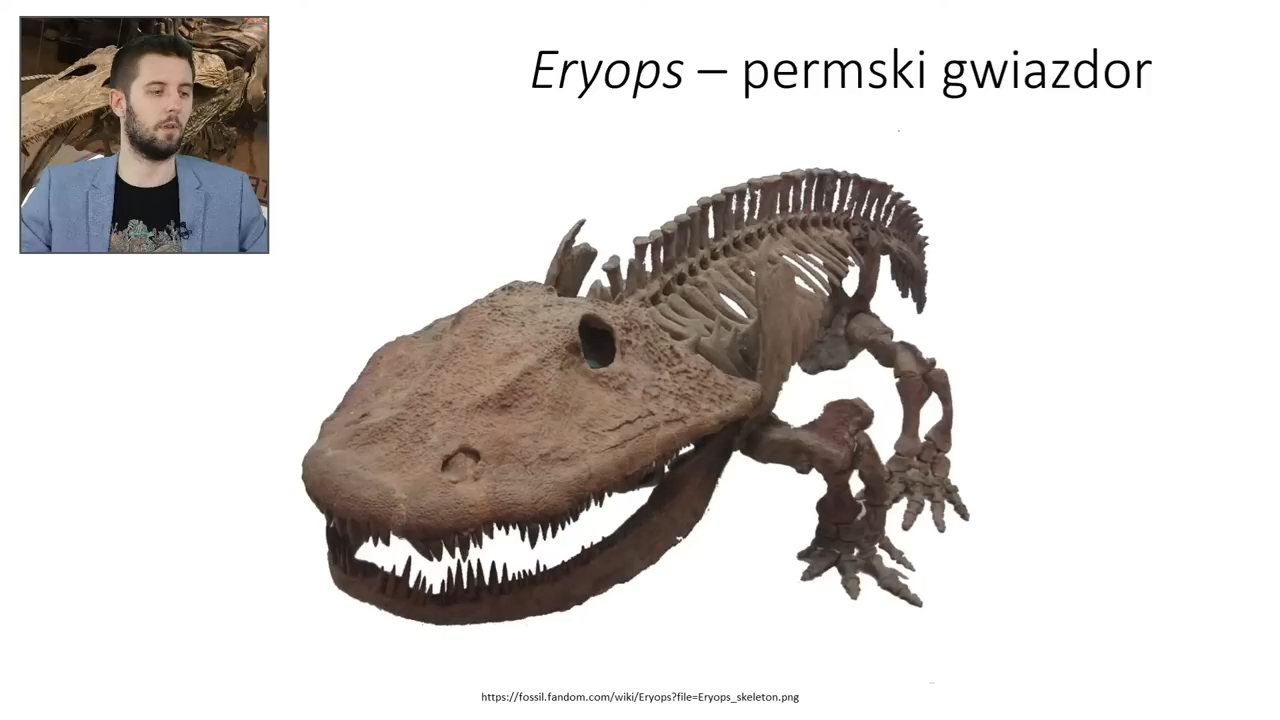 Eryops – permski gwiazdor
https://fossil.fandom.com/wiki/Eryops?file=Eryops_skeleton.png